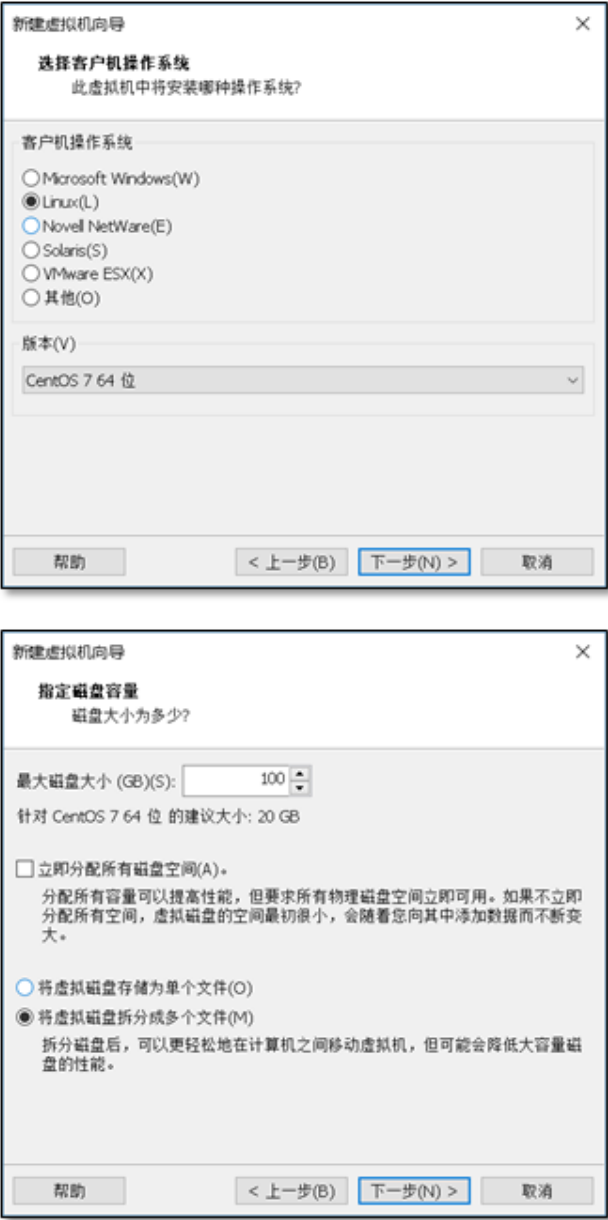 新建虚拟机向导
选择客户机操作系统
此虚拟机中将安装哪种操作系统?
客户机操作系统
Microsoft Windows(W)
Linux(L)
Novell NetWare(E)
Solaris(S)
VMware ESX(X)
其他(O)
版本(V)
CentOS 7 64 位
帮助
< 上一步(B)
下一步(N) >
取消
新建虚拟机向导
指定磁盘容量
磁盘大小为多少?
最大磁盘大小 (GB)(S): 100
针对 CentOS 7 64 位 的建议大小: 20 GB
立即分配所有磁盘空间(A)。
分配所有容量可以提高性能，但要求所有物理磁盘空间立即可用。如果不立即
分配所有空间，虚拟磁盘的空间最初很小，会随着您向其中添加数据而不断变
大。
将虚拟磁盘存储为单个文件(O)
将虚拟磁盘拆分成多个文件(M)
拆分磁盘后，可以更轻松地在计算机之间移动虚拟机，但可能会降低大容量磁
盘的性能。
帮助
< 上一步(B)
下一步(N) >
取消